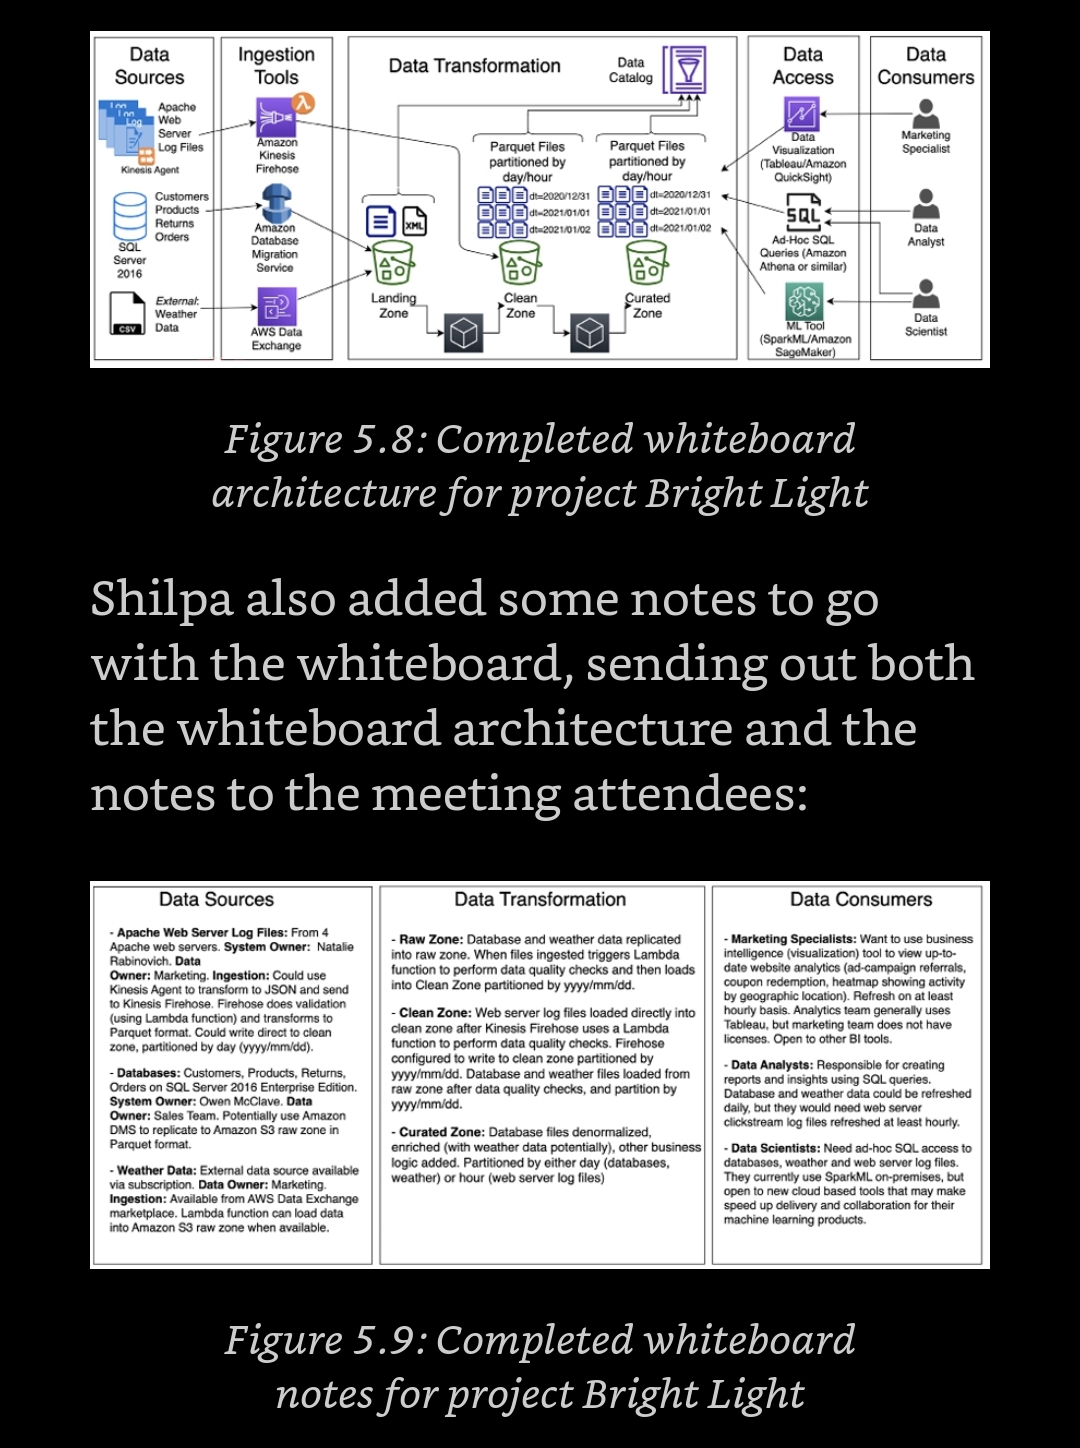 Data
Sources
Ingestion
Tools
Data Transformation
Data
Catalog
Data
Access
Data
Consumers
Log
Log
Log
Apache
Web
Server
Log Files
Kinesis Agent
Customers
Products
Returns
Orders
SQL
Server
2016
CSV
External:
Weather
Data
λ
Amazon
Kinesis
Firehose
Amazon
Database
Migration
Service
AWS Data
Exchange
XML
Landing
Zone
Parquet Files
partitioned by
day/hour
dt=2020/12/31
dt=2021/01/01
dt=2021/01/02
Clean
Zone
Parquet Files
partitioned by
day/hour
dt=2020/12/31
dt=2021/01/01
dt=2021/01/02
Curated
Zone
Data
Visualization
(Tableau/Amazon
QuickSight)
SQL
Ad-Hoc SQL
Queries (Amazon
Athena or similar)
ML Tool
(SparkML/Amazon
SageMaker)
Marketing
Specialist
Data
Analyst
Data
Scientist
Figure 5.8: Completed whiteboard
architecture for project Bright Light
Shilpa also added some notes to go
with the whiteboard, sending out both
the whiteboard architecture and the
notes to the meeting attendees:
Data Sources
- Apache Web Server Log Files: From 4
Apache web servers. System Owner: Natalie
Rabinovich. Data
Owner: Marketing. Ingestion: Could use
Kinesis Agent to transform to JSON and send
to Kinesis Firehose. Firehose does validation
(using Lambda function) and transforms to
Parquet format. Could write direct to clean
zone, partitioned by day (yyyy/mm/dd).
- Databases: Customers, Products, Returns,
Orders on SQL Server 2016 Enterprise Edition.
System Owner: Owen McClave. Data
Owner: Sales Team. Potentially use Amazon
DMS to replicate to Amazon S3 raw zone in
Parquet format.
- Weather Data: External data source available
via subscription. Data Owner: Marketing.
Ingestion: Available from AWS Data Exchange
marketplace. Lambda function can load data
into Amazon S3 raw zone when available.
Data Transformation
- Raw Zone: Database and weather data replicated
into raw zone. When files ingested triggers Lambda
function to perform data quality checks and then loads
into Clean Zone partitioned by yyyy/mm/dd.
- Clean Zone: Web server log files loaded directly into
clean zone after Kinesis Firehose uses a Lambda
function to perform data quality checks. Firehose
configured to write to clean zone partitioned by
yyyy/mm/dd. Database and weather files loaded from
raw zone after data quality checks, and partition by
yyyy/mm/dd.
- Curated Zone: Database files denormalized,
enriched (with weather data potentially), other business
logic added. Partitioned by either day (databases,
weather) or hour (web server log files)
Data Consumers
- Marketing Specialists: Want to use business
intelligence (visualization) tool to view up-to-
date website analytics (ad-campaign referrals,
coupon redemption, heatmap showing activity
by geographic location). Refresh on at least
hourly basis. Analytics team generally uses
Tableau, but marketing team does not have
licenses. Open to other BI tools.
- Data Analysts: Responsible for creating
reports and insights using SQL queries.
Database and weather data could be refreshed
daily, but they would need web server
clickstream log files refreshed at least hourly.
- Data Scientists: Need ad-hoc SQL access to
databases, weather and web server log files.
They currently use SparkML on-premises, but
open to new cloud based tools that may make
speed up delivery and collaboration for their
machine learning products.
Figure 5.9: Completed whiteboard
notes for project Bright Light